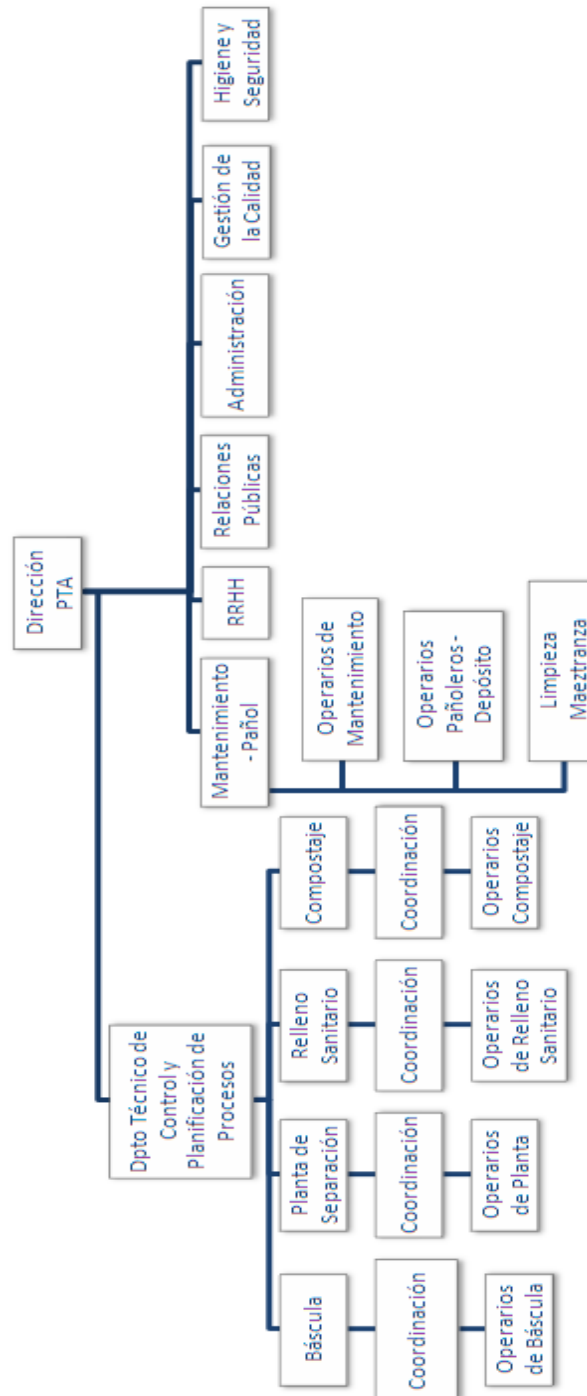 Dirección
PTA
Dpto Técnico de
Control y
Planificación de
Procesos
Mantenimiento
- Pañol
RRHH
Relaciones
Públicas
Administración
Gestión de
la Calidad
Higiene y
Seguridad
Báscula
Planta de
Separación
Relleno
Sanitario
Compostaje
Coordinación
Coordinación
Coordinación
Coordinación
Operarios
de Báscula
Operarios
de Planta
Operarios
de Relleno
Sanitario
Operarios
Compostaje
Operarios de
Mantenimiento
Operarios
Pañoleros -
Depósito
Limpieza
Maeztranza